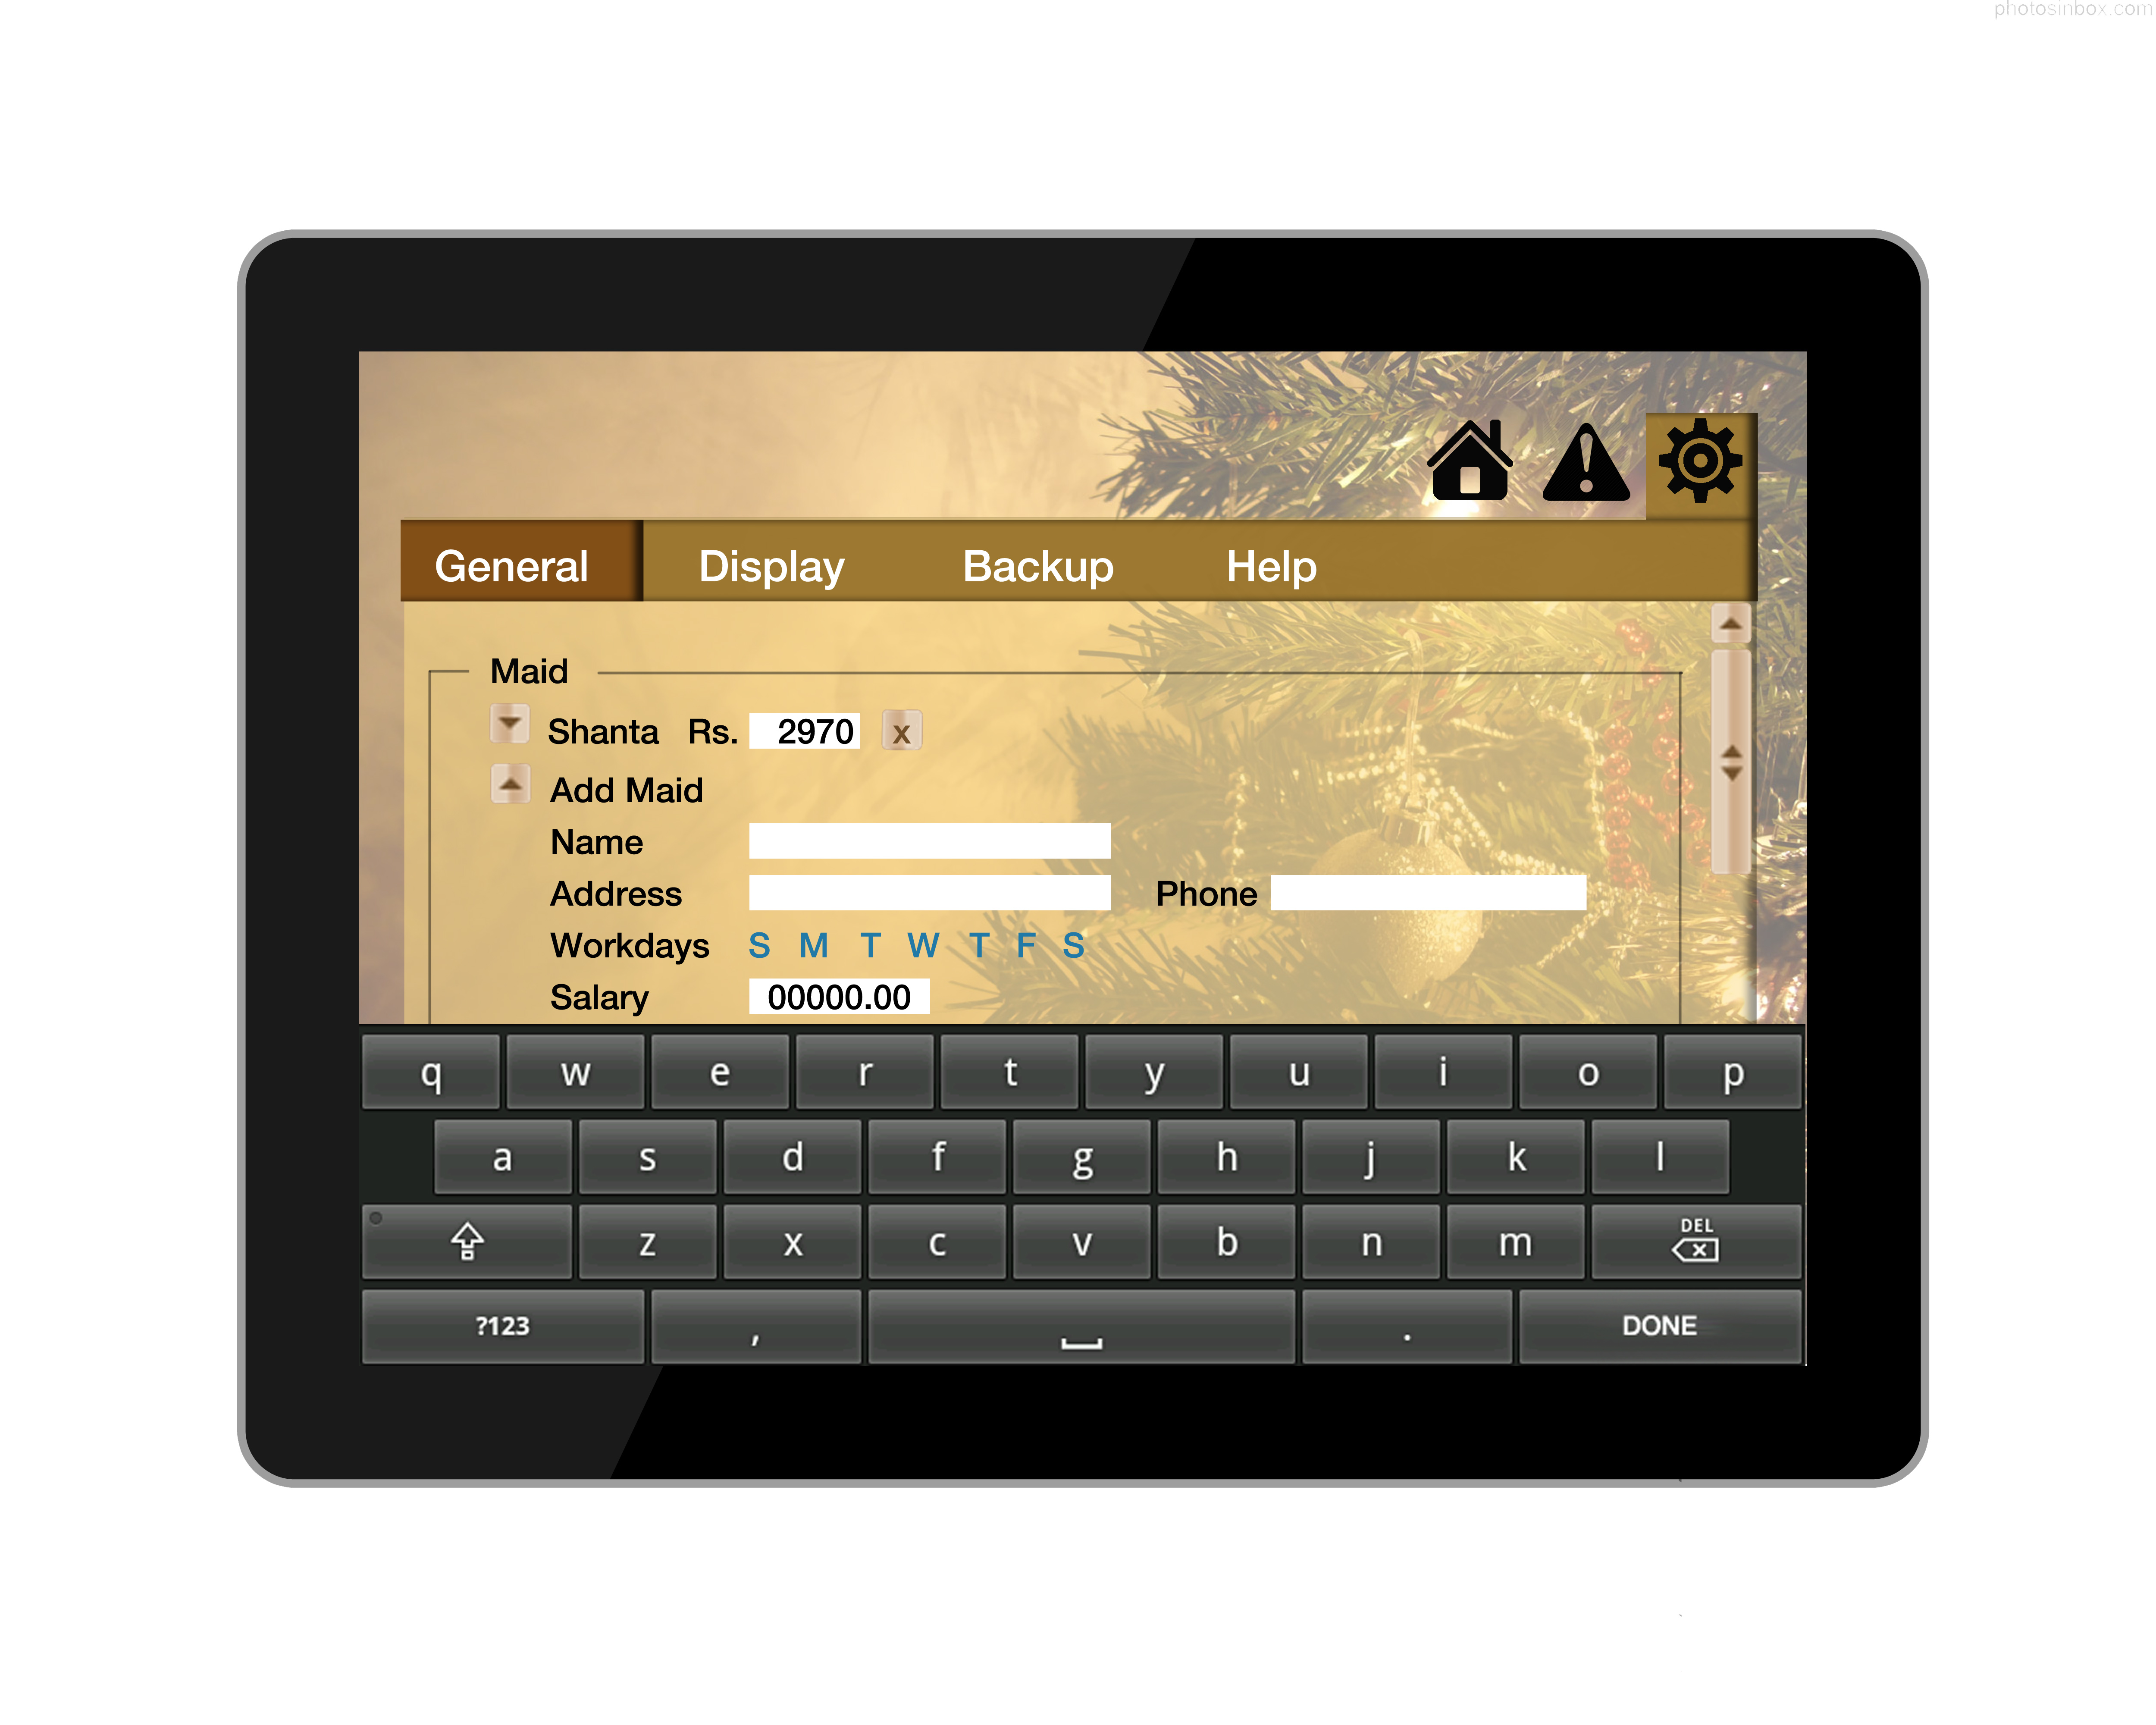 photosinbox.com
General Display Backup Help
Maid
Shanta Rs. 2970 x
Add Maid
Name
Address Phone
Workdays S M T W T F S
Salary 00000.00
q w e r t y u i o p
a s d f g h j k l
z x c v b n m DEL
?123 , . DONE